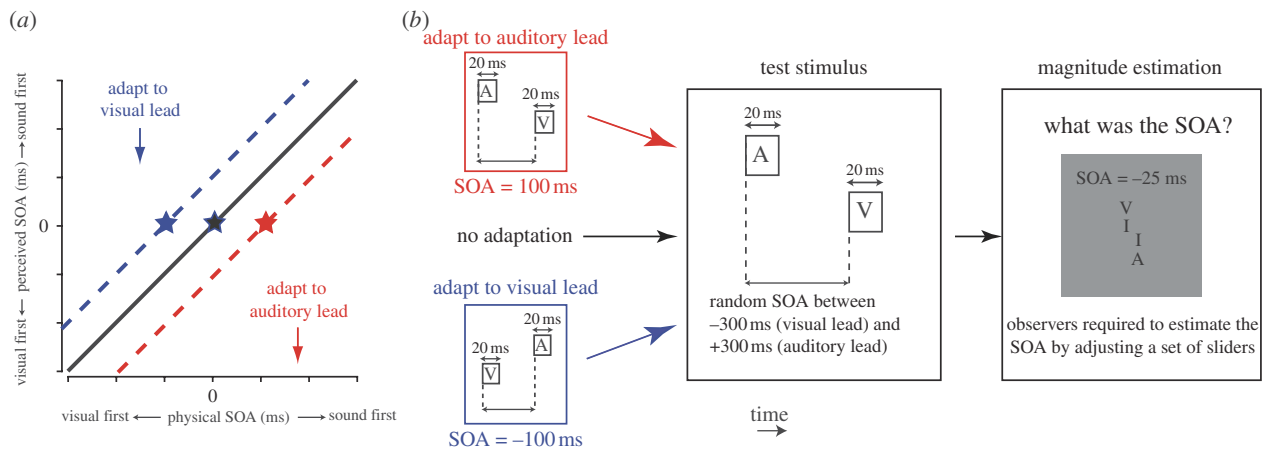 (a)
adapt to
visual lead
visual first ← perceived SOA (ms) → sound first
0
adapt to
auditory lead
0
visual first ← physical SOA (ms) → sound first
(b)
adapt to auditory lead
20 ms
A
20 ms
V
SOA = 100 ms
no adaptation
adapt to visual lead
20 ms
A
20 ms
V
SOA = –100 ms
test stimulus
20 ms
A
20 ms
V
random SOA between
–300 ms (visual lead) and
+300 ms (auditory lead)
time
magnitude estimation
what was the SOA?
SOA = –25 ms
V
I
I
A
observers required to estimate the
SOA by adjusting a set of sliders